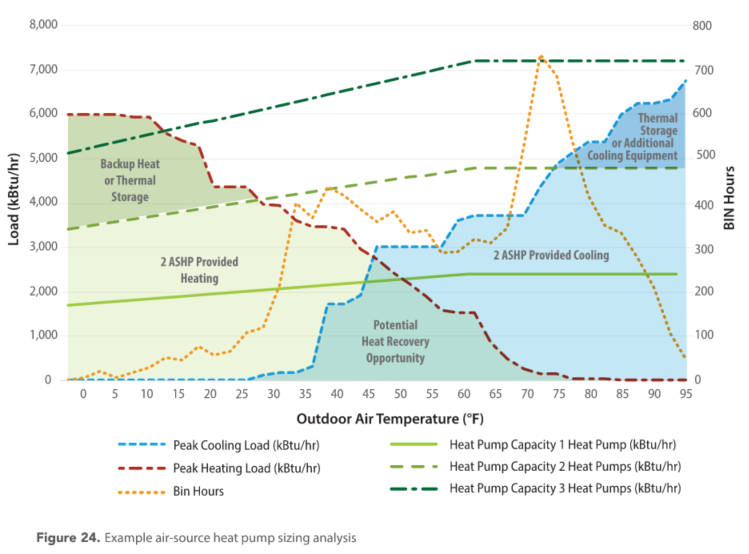 8,000
7,000
6,000
5,000
4,000
3,000
2,000
1,000
0
Load (kBtu/hr)
800
700
600
500
400
300
200
100
0
BIN Hours
Backup Heat
or Thermal
Storage
2 ASHP Provided
Heating
Potential
Heat Recovery
Opportunity
2 ASHP Provided Cooling
Thermal
Storage
or Additional
Cooling Equipment
0 5 10 15 20 25 30 35 40 45 50 55 60 65 70 75 80 85 90 95
Outdoor Air Temperature (°F)
Peak Cooling Load (kBtu/hr)
Peak Heating Load (kBtu/hr)
Bin Hours
Heat Pump Capacity 1 Heat Pump (kBtu/hr)
Heat Pump Capacity 2 Heat Pumps (kBtu/hr)
Heat Pump Capacity 3 Heat Pumps (kBtu/hr)
Figure 24. Example air-source heat pump sizing analysis